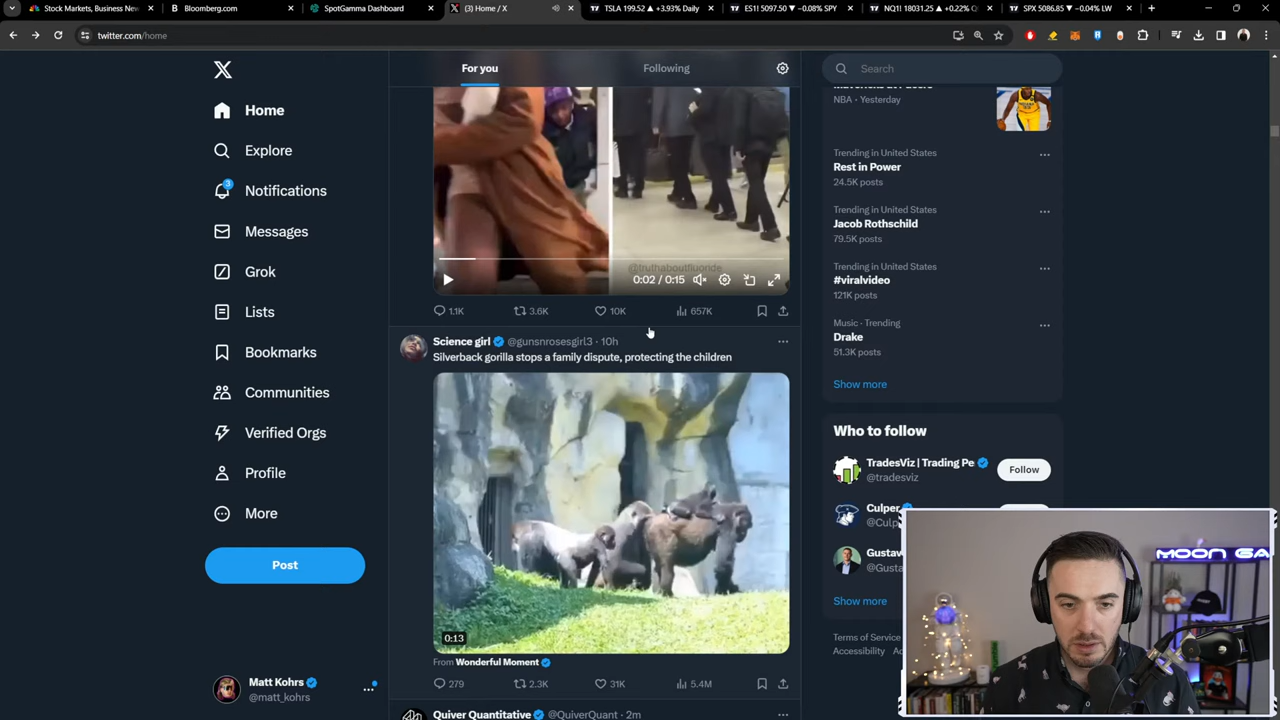 Stock Markets, Business New
Bloomberg.com
SpotGamma Dashboard
(3) Home / X
TSLA 199.52 ▲ +3.93% Daily
ES1! 5097.50 ▼ −0.08% SPY
NQ1! 18031.25 ▲ +0.22%
SPX 5086.85 ▼ −0.04% LW
twitter.com/home
For you
Following
Search
Home
Explore
3
Notifications
Messages
Grok
Lists
Bookmarks
Communities
Verified Orgs
Profile
More
Post
Matt Kohrs
@matt_kohrs
@truthaboutfluoride
0:02 / 0:15
1.1K
3.6K
10K
657K
Science girl @gunsnrosesgirl3 · 10h
Silverback gorilla stops a family dispute, protecting the children
0:13
From Wonderful Moment
279
2.3K
31K
5.4M
Quiver Quantitative @QuiverQuant · 2m
NBA · Yesterday
Trending in United States
Rest in Power
24.5K posts
Trending in United States
Jacob Rothschild
79.5K posts
Trending in United States
#viralvideo
121K posts
Music · Trending
Drake
51.3K posts
Show more
Who to follow
TradesViz | Trading Pe
@tradesviz
Follow
Culper
@Culp
Gustav
@Gusta
Show more
Terms of Service
Accessibility
MOON GA